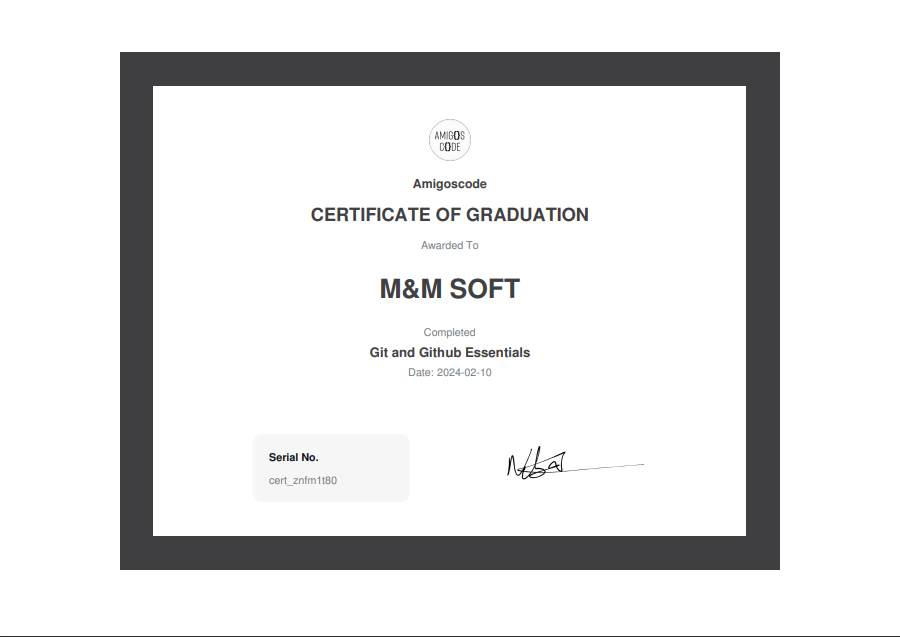 AMIGOS
CODE
Amigoscode
CERTIFICATE OF GRADUATION
Awarded To
M&M SOFT
Completed
Git and Github Essentials
Date: 2024-02-10
Serial No.
cert_znfm1t80